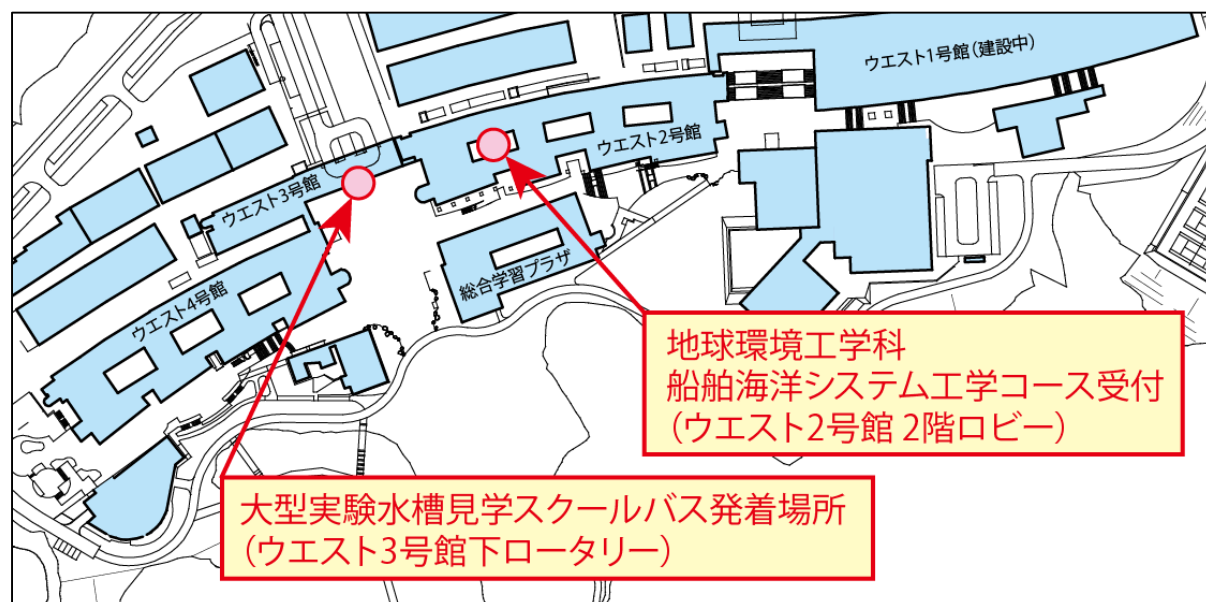 ウエスト1号館（建設中）
ウエスト2号館
ウエスト3号館
総合学習プラザ
ウエスト4号館
地球環境工学科
船舶海洋システム工学コース受付
（ウエスト2号館 2階ロビー）
大型実験水槽見学スクールバス発着場所
（ウエスト3号館下ロータリー）